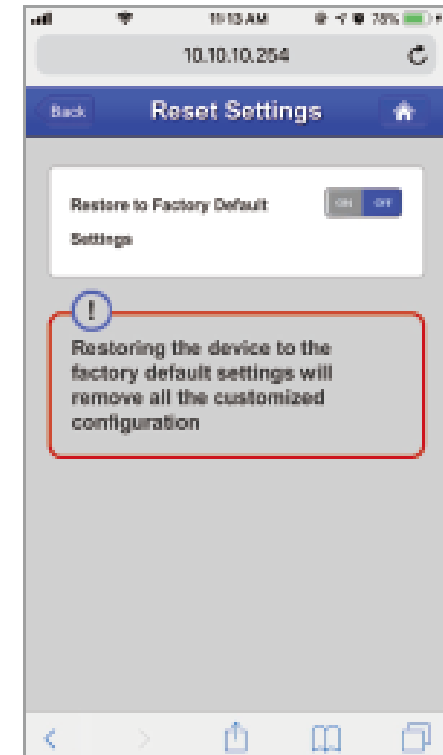 11:13 AM 78%
10.10.10.254
Back Reset Settings
Restore to Factory Default ON OFF
Settings
!
Restoring the device to the
factory default settings will
remove all the customized
configuration